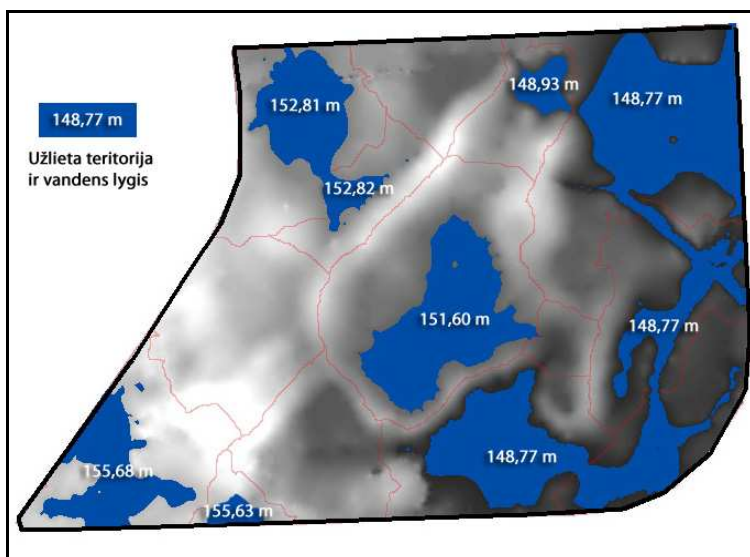 148,77 m
Užlieta teritorija
ir vandens lygis
152,81 m
148,93 m
148,77 m
152,82 m
151,60 m
148,77 m
148,77 m
155,68 m
155,63 m